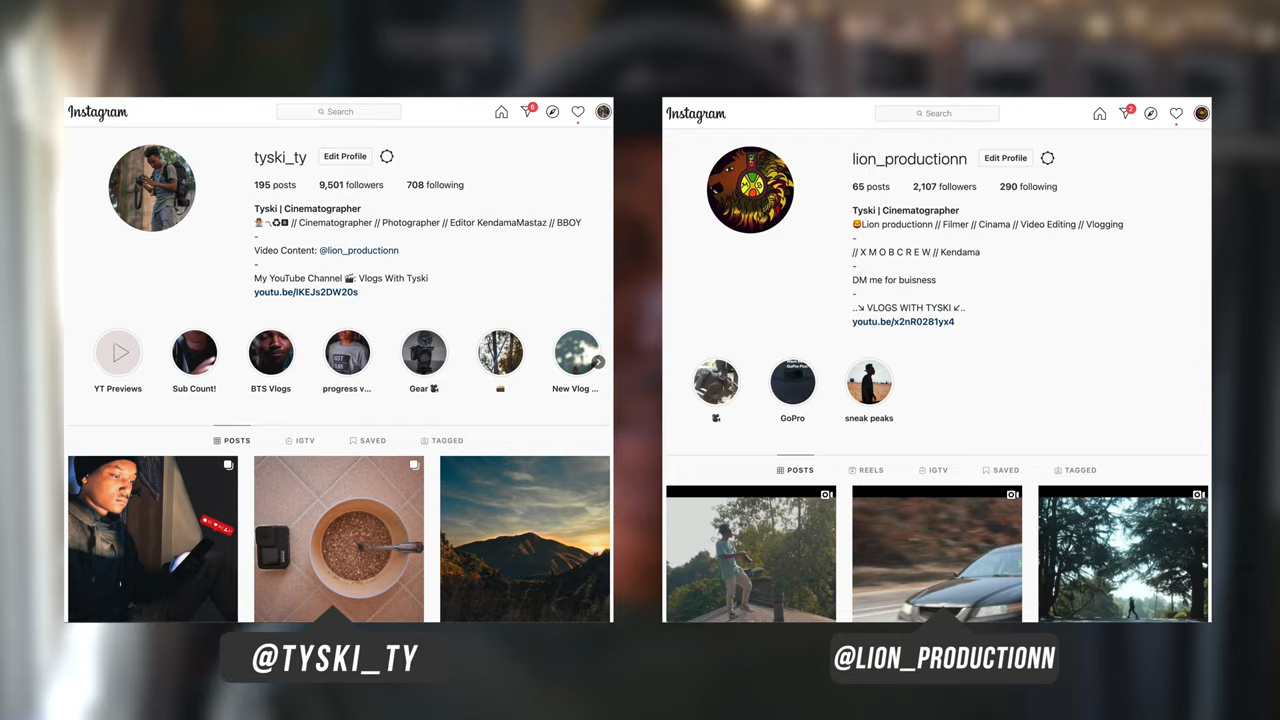 Instagram
Search
6
tyski_ty
Edit Profile
195 posts
9,501 followers
708 following
Tyski | Cinematographer
// Cinematographer // Photographer // Editor KendamaMastaz // BBOY
-
Video Content: @lion_productionn
-
My YouTube Channel 🎬: Vlogs With Tyski
youtu.be/lKEJs2DW20s
YT Previews
Sub Count!
BTS Vlogs
progress v...
Gear 🎥
📸
New Vlog ...
POSTS
IGTV
SAVED
TAGGED
@TYSKI_TY
Instagram
Search
2
lion_productionn
Edit Profile
65 posts
2,107 followers
290 following
Tyski | Cinematographer
🦁Lion productionn // Filmer // Cinama // Video Editing // Vlogging
-
// X M O B C R E W // Kendama
-
DM me for buisness
-
..↘ VLOGS WITH TYSKI ↙..
youtu.be/x2nR0281yx4
🎥
GoPro
sneak peaks
POSTS
REELS
IGTV
SAVED
TAGGED
@LION_PRODUCTIONN